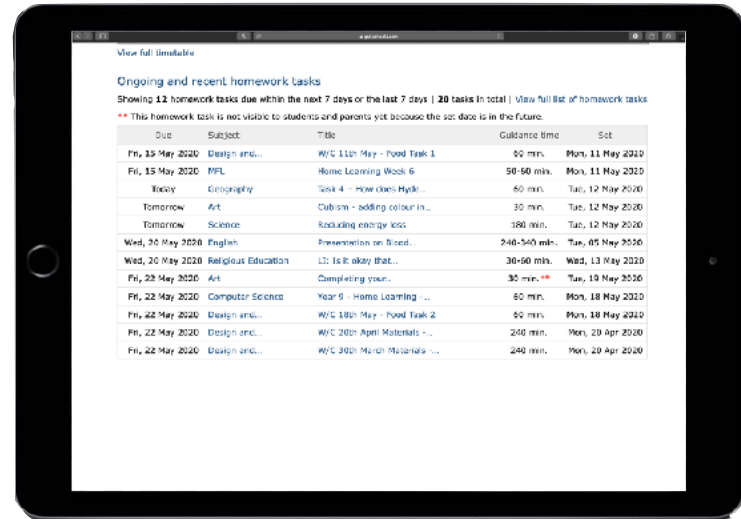 View full timetable
Ongoing and recent homework tasks
Showing 12 homework tasks due within the next 7 days or the last 7 days | 20 tasks in total | View full list of homework tasks
** This homework task is not visible to students and parents yet because the set date is in the future.
Due Subject Title Guidance time Set
Fri, 15 May 2020 Design and... W/C 11th May - Food Task 1 60 min. Mon, 11 May 2020
Fri, 15 May 2020 MFL Home Learning Week 6 50-60 min. Mon, 11 May 2020
Today Geography Task 4 - How does Hyde... 60 min. Tue, 12 May 2020
Tomorrow Art Cubism - adding colour in... 30 min. Tue, 12 May 2020
Tomorrow Science Reducing energy loss 180 min. Tue, 12 May 2020
Wed, 20 May 2020 English Presentation on Blood... 240-340 min. Tue, 05 May 2020
Wed, 20 May 2020 Religious Education LI: Is it okay that... 30-60 min. Wed, 13 May 2020
Fri, 22 May 2020 Art Completing your... 30 min. ** Tue, 19 May 2020
Fri, 22 May 2020 Computer Science Year 9 - Home Learning -... 60 min. Mon, 18 May 2020
Fri, 22 May 2020 Design and... W/C 18th May - Food Task 2 60 min. Mon, 18 May 2020
Fri, 22 May 2020 Design and... W/C 20th April Materials -... 240 min. Mon, 20 Apr 2020
Fri, 22 May 2020 Design and... W/C 30th March Materials -... 240 min. Mon, 20 Apr 2020